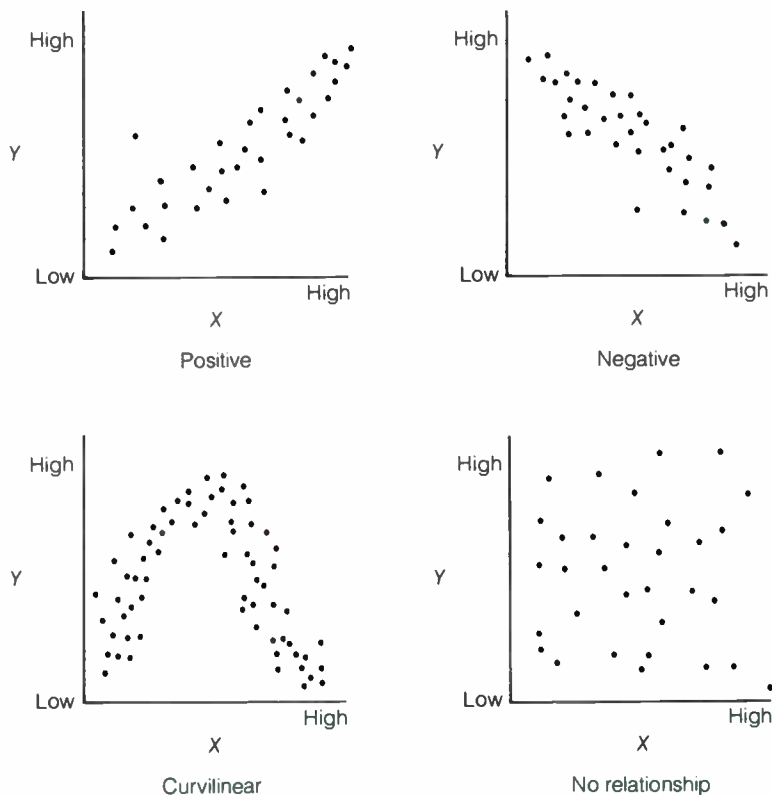 High
Y
Low
High
X
Positive
High
Y
Low
High
X
Negative
High
Y
Low
High
X
Curvilinear
High
Y
Low
High
X
No relationship